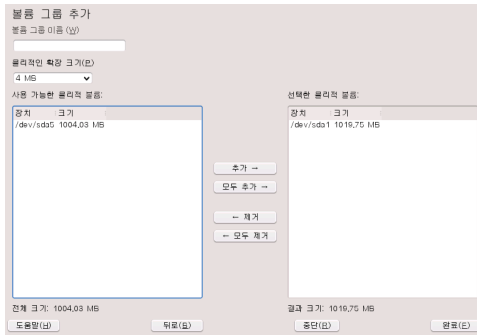 볼륨 그룹 추가
볼륨 그룹 이름 (W)
물리적인 확장 크기(P)
4 MB
사용 가능한 물리적 볼륨:
장치 크기
/dev/sda5 1004,03 MB
전체 크기: 1004,03 MB
추가 →
모두 추가 →
← 제거
← 모두 제거
선택한 물리적 볼륨:
장치 크기
/dev/sda1 1019,75 MB
결과 크기: 1019,75 MB
도움말(H)
뒤로(B)
중단(R)
완료(F)